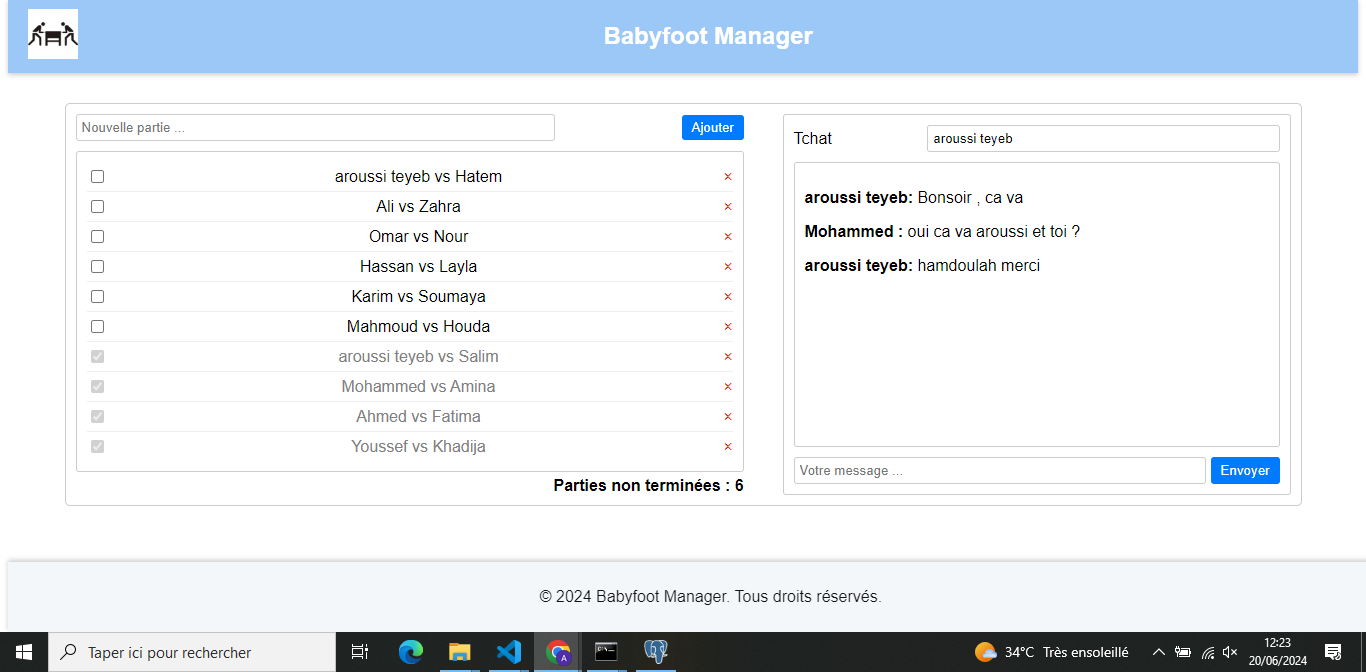 Babyfoot Manager
Nouvelle partie ...
Ajouter
aroussi teyeb vs Hatem ×
Ali vs Zahra ×
Omar vs Nour ×
Hassan vs Layla ×
Karim vs Soumaya ×
Mahmoud vs Houda ×
aroussi teyeb vs Salim ×
Mohammed vs Amina ×
Ahmed vs Fatima ×
Youssef vs Khadija ×
Parties non terminées : 6
Tchat
aroussi teyeb
aroussi teyeb: Bonsoir , ca va
Mohammed : oui ca va aroussi et toi ?
aroussi teyeb: hamdoulah merci
Votre message ...
Envoyer
© 2024 Babyfoot Manager. Tous droits réservés.
Taper ici pour rechercher
A
34°C Très ensoleillé
12:23
20/06/2024